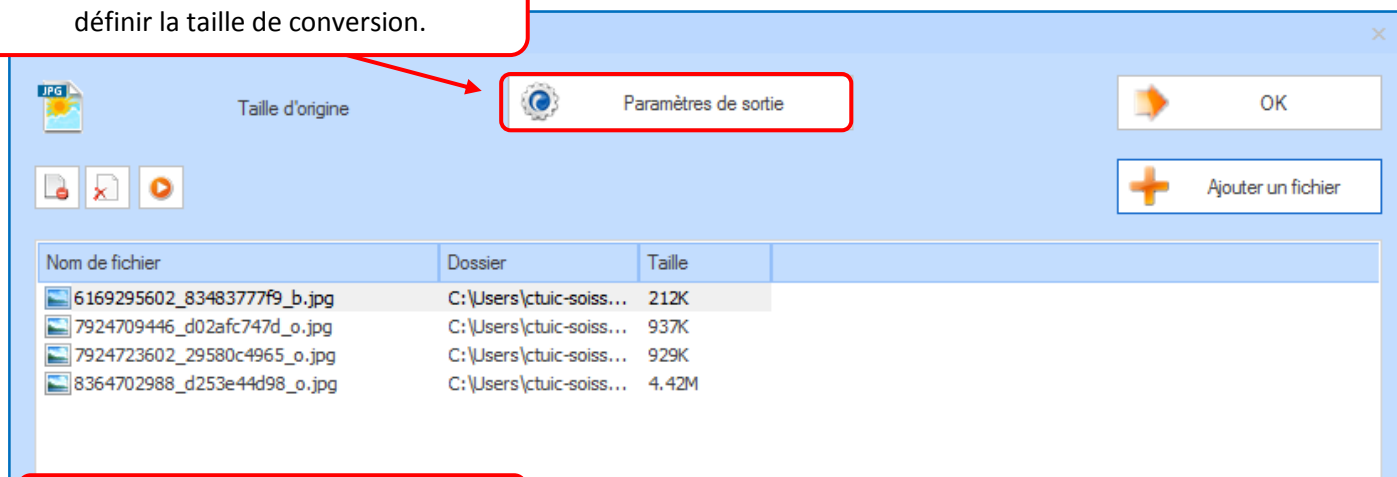 définir la taille de conversion.
JPG
Taille d'origine
Paramètres de sortie
OK
Ajouter un fichier
Nom de fichier Dossier Taille
6169295602_83483777f9_b.jpg C:\Users\ctuic-soiss... 212K
7924709446_d02afc747d_o.jpg C:\Users\ctuic-soiss... 937K
7924723602_29580c4965_o.jpg C:\Users\ctuic-soiss... 929K
8364702988_d253e44d98_o.jpg C:\Users\ctuic-soiss... 4.42M